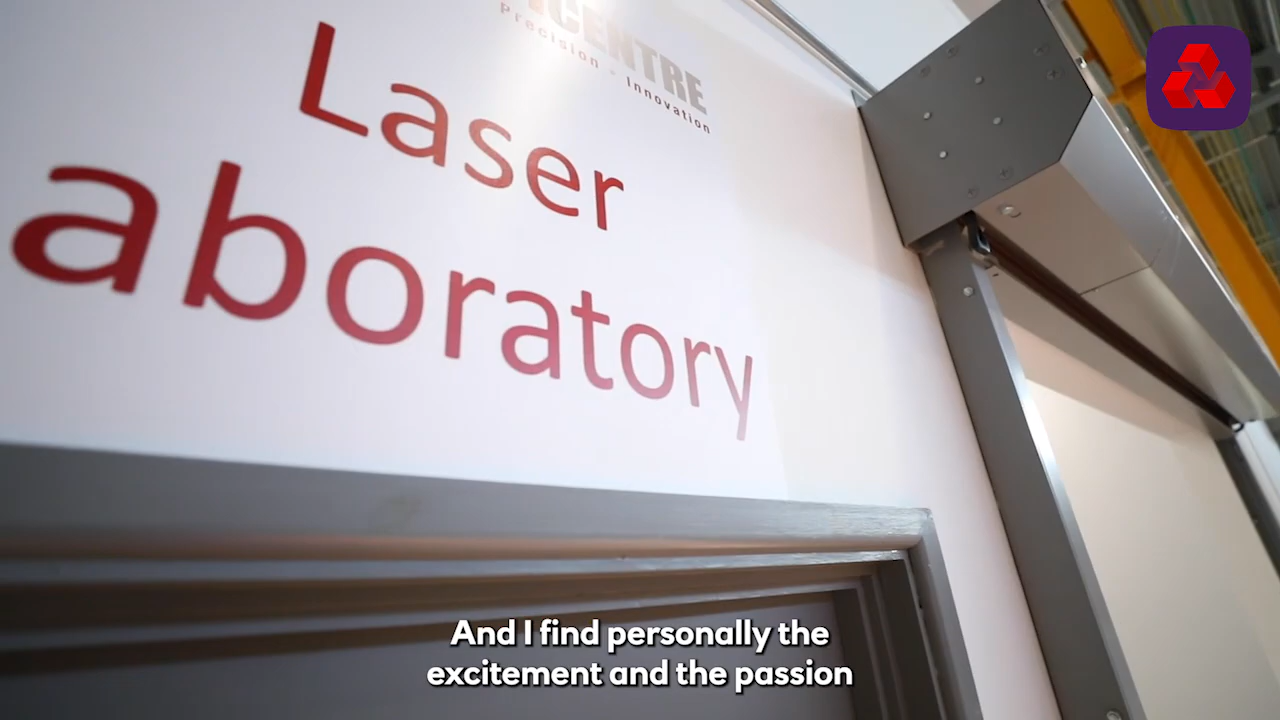 CENTRE
Precision - Innovation
Laser
aboratory
And I find personally the
excitement and the passion